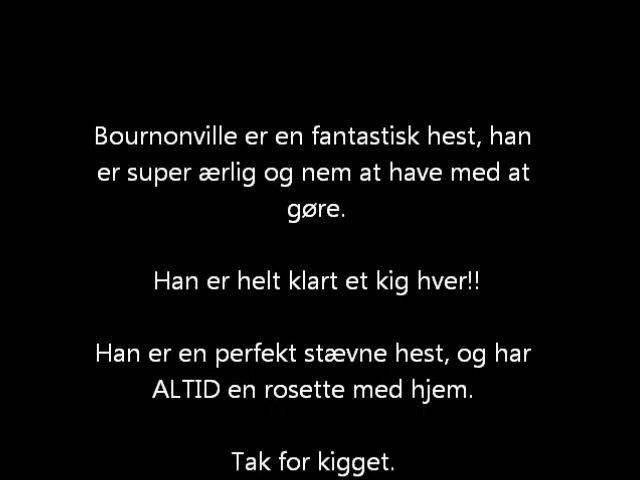 Bournonville er en fantastisk hest, han
er super ærlig og nem at have med at
gøre.
Han er helt klart et kig hver!!
Han er en perfekt stævne hest, og har
ALTID en rosette med hjem.
Tak for kigget.